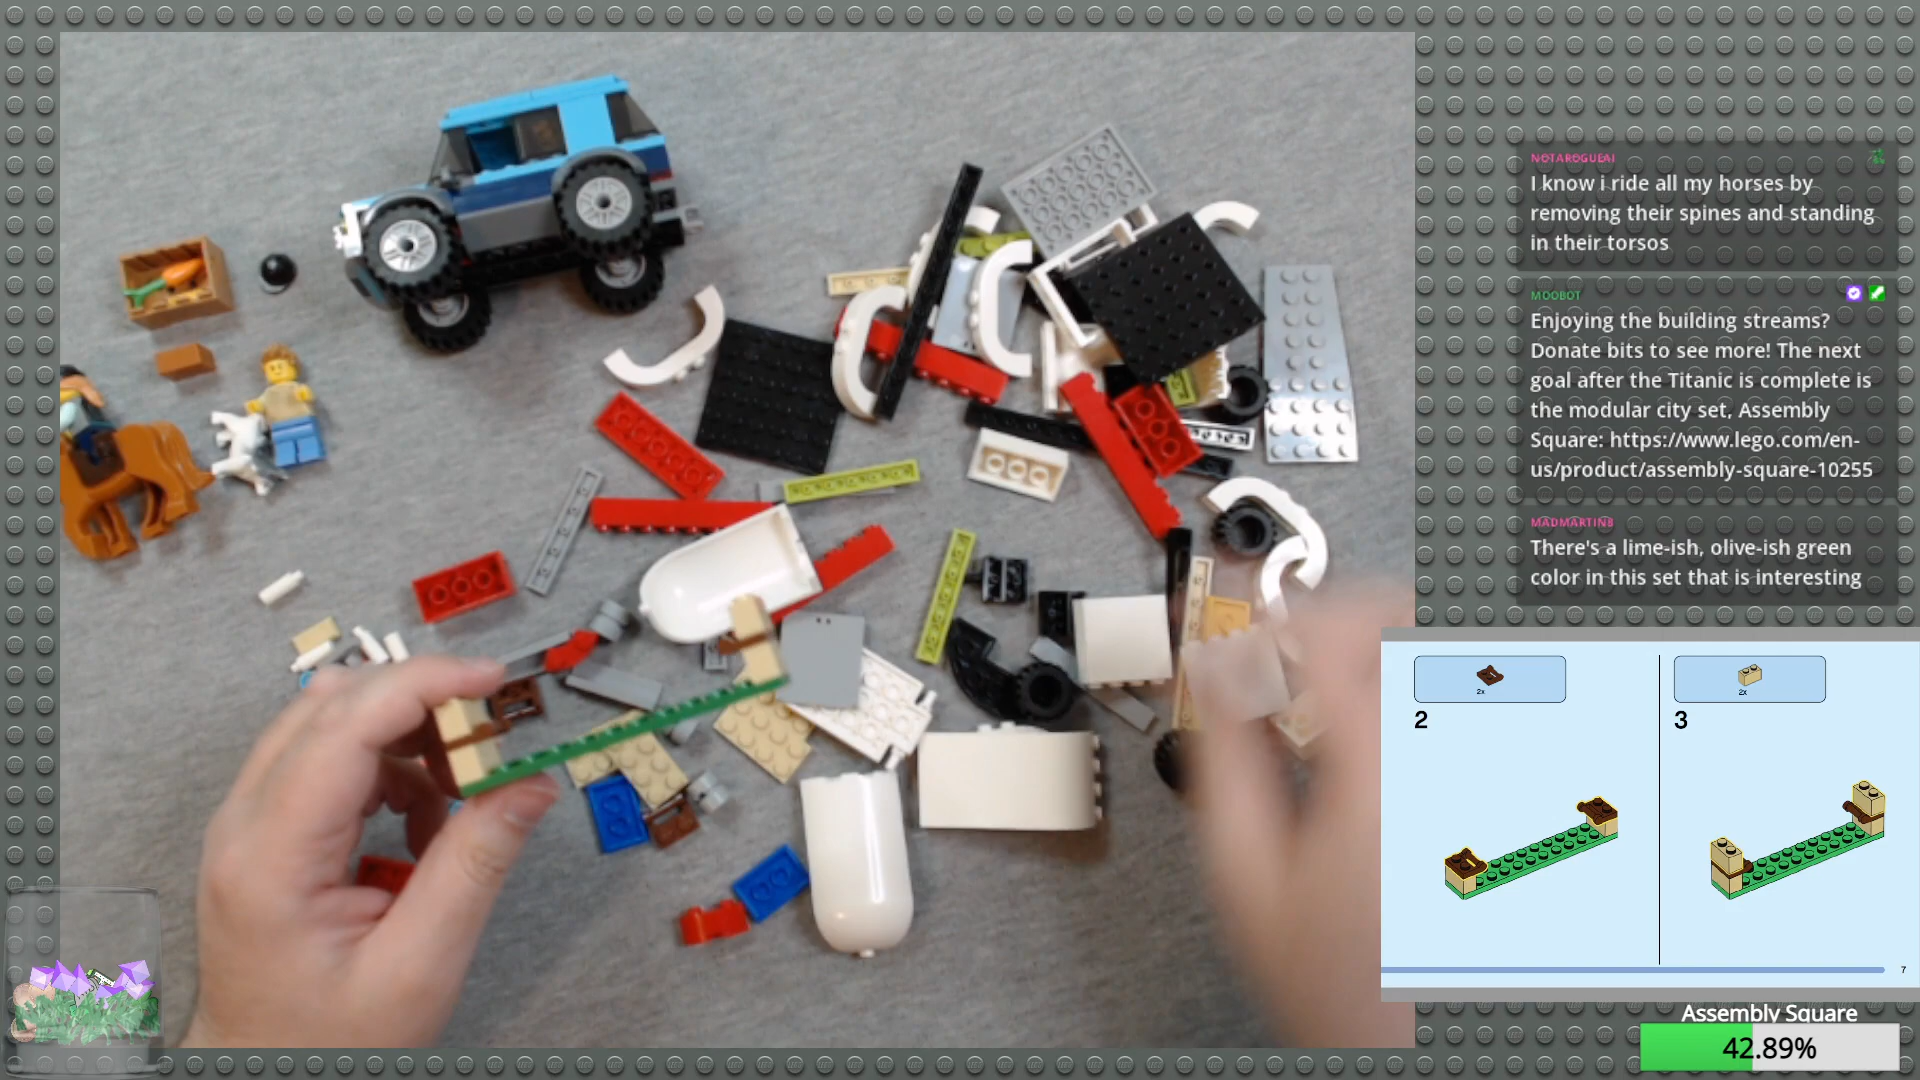 NOTAROGUEAI
I know i ride all my horses by
removing their spines and standing
in their torsos
MOOBOT
Enjoying the building streams?
Donate bits to see more! The next
goal after the Titanic is complete is
the modular city set, Assembly
Square: https://www.lego.com/en-
us/product/assembly-square-10255
MADMARTIN8
There's a lime-ish, olive-ish green
color in this set that is interesting
2x
2
2x
3
7
Assembly Square
42.89%